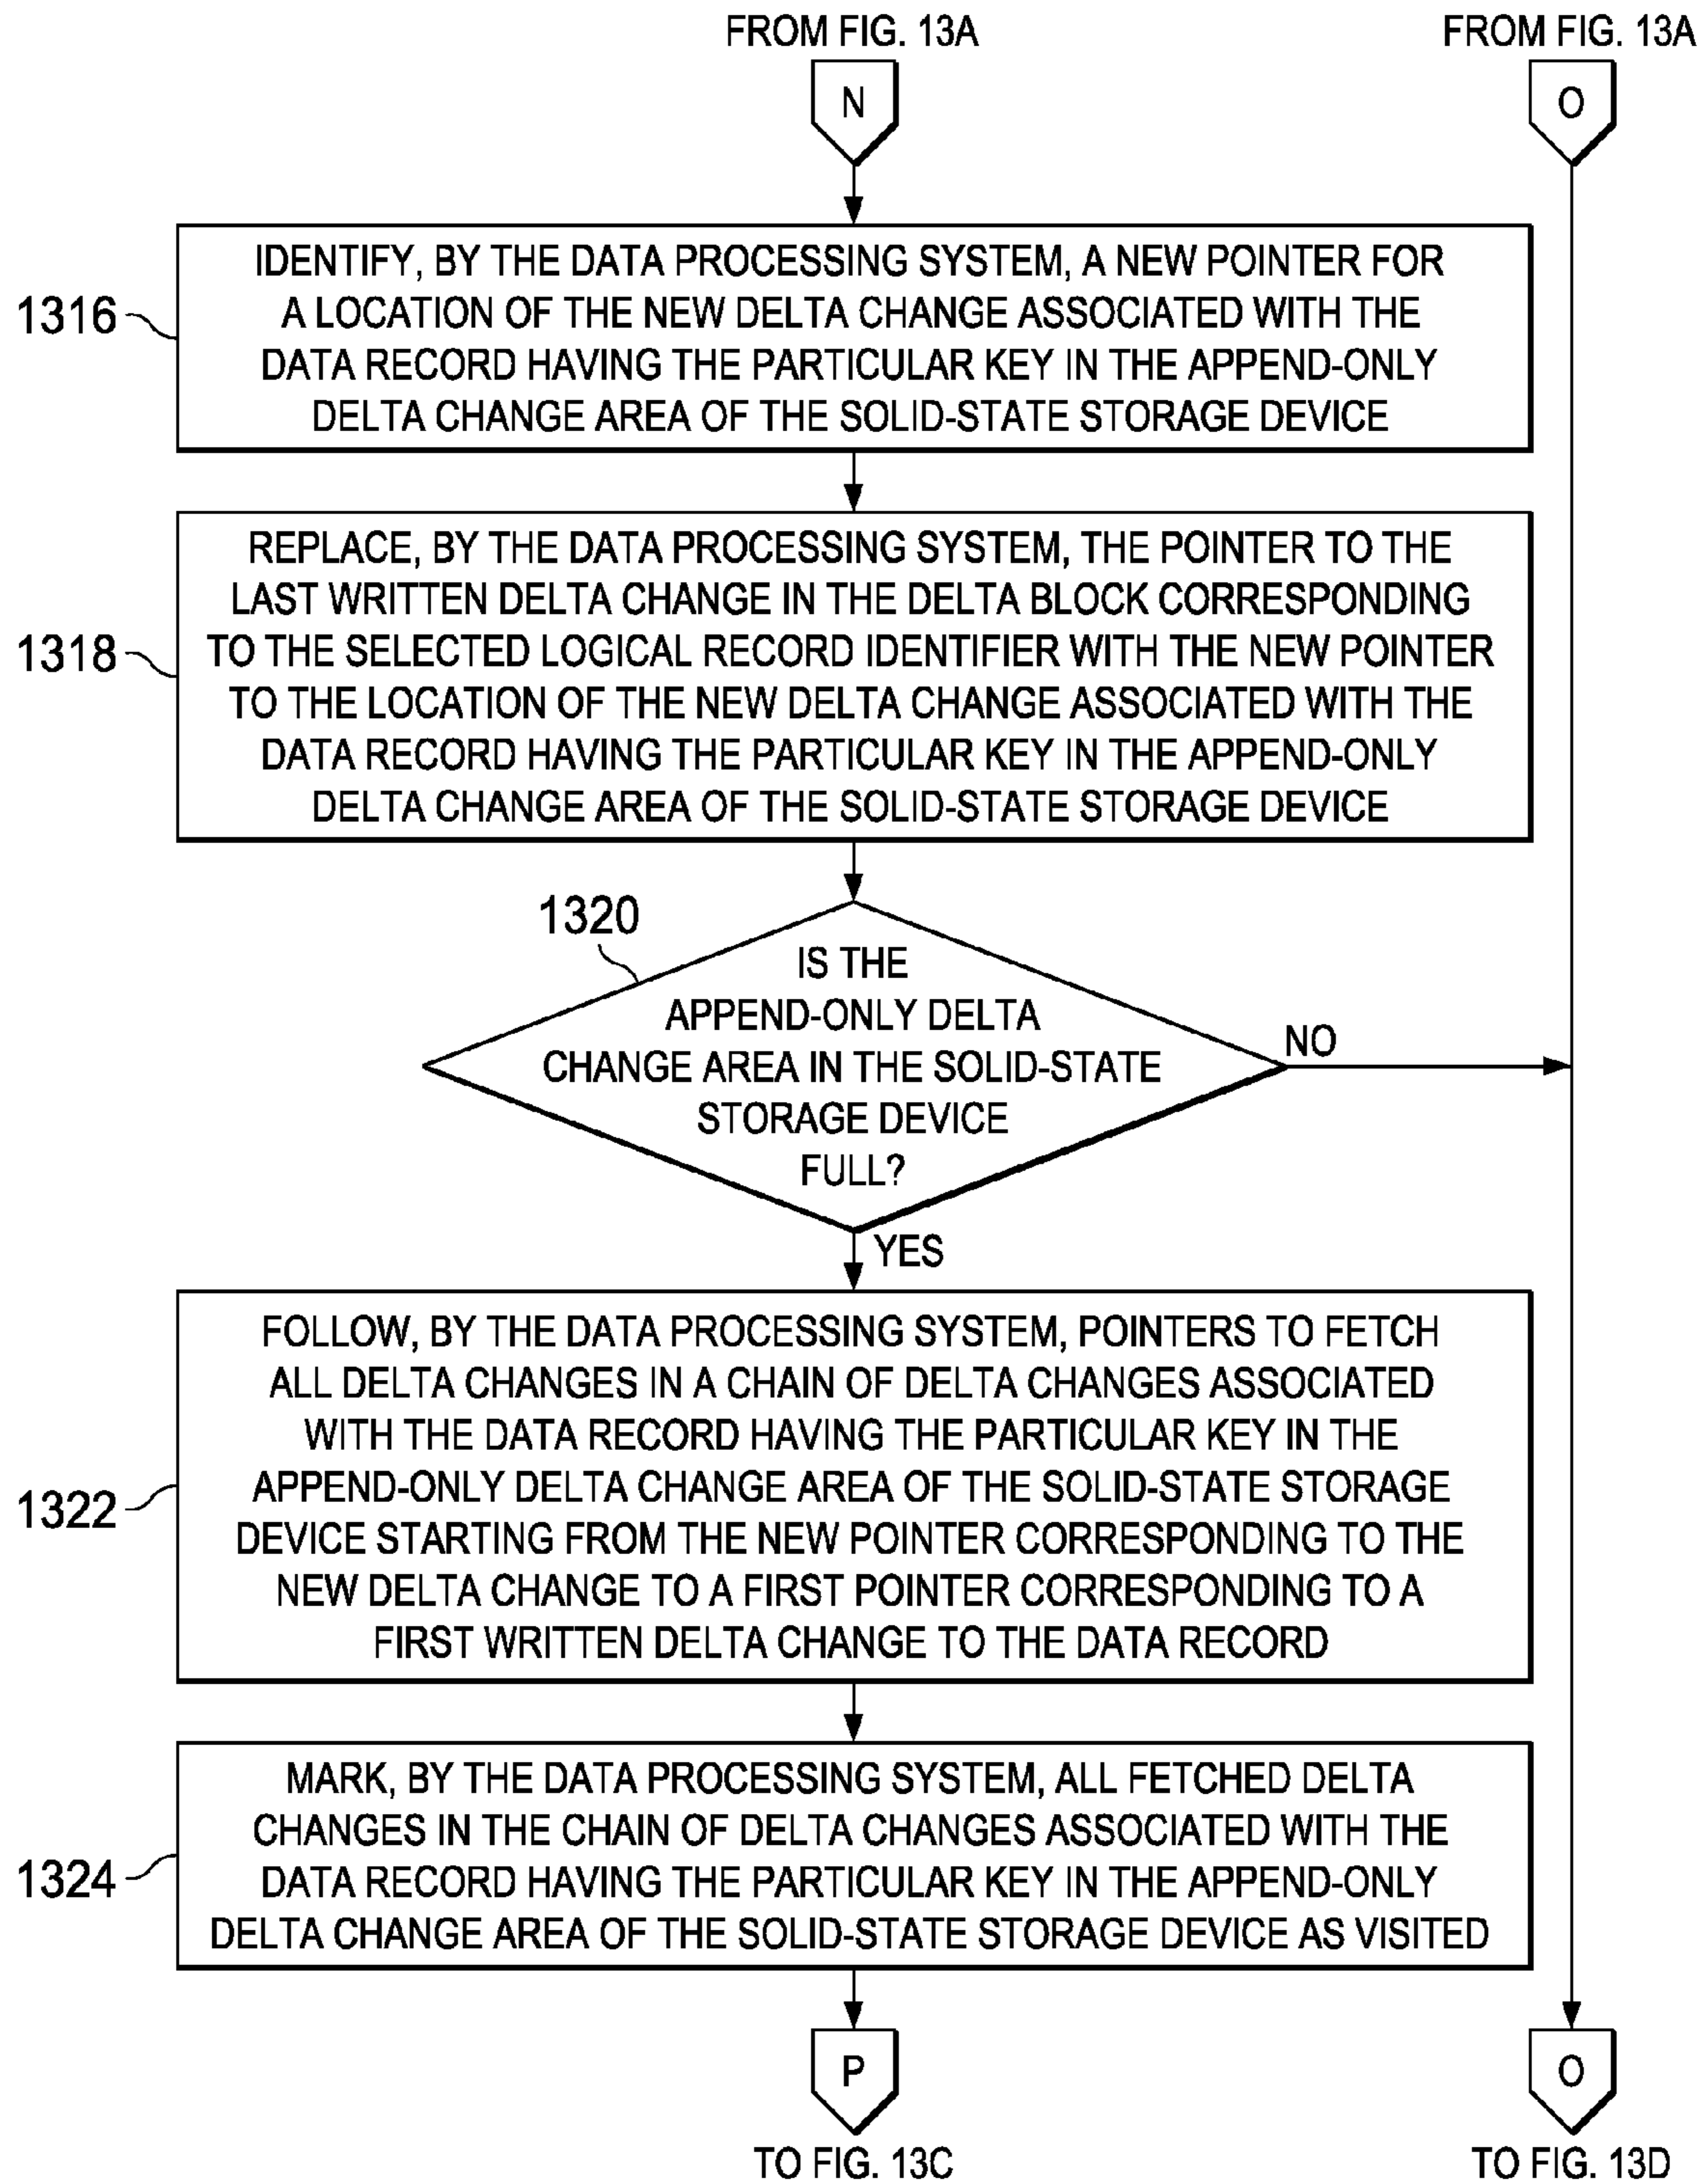 FROM FIG. 13A
FROM FIG. 13A
N
O
1316
IDENTIFY, BY THE DATA PROCESSING SYSTEM, A NEW POINTER FOR
A LOCATION OF THE NEW DELTA CHANGE ASSOCIATED WITH THE
DATA RECORD HAVING THE PARTICULAR KEY IN THE APPEND-ONLY
DELTA CHANGE AREA OF THE SOLID-STATE STORAGE DEVICE
1318
REPLACE, BY THE DATA PROCESSING SYSTEM, THE POINTER TO THE
LAST WRITTEN DELTA CHANGE IN THE DELTA BLOCK CORRESPONDING
TO THE SELECTED LOGICAL RECORD IDENTIFIER WITH THE NEW POINTER
TO THE LOCATION OF THE NEW DELTA CHANGE ASSOCIATED WITH THE
DATA RECORD HAVING THE PARTICULAR KEY IN THE APPEND-ONLY
DELTA CHANGE AREA OF THE SOLID-STATE STORAGE DEVICE
1320
IS THE
APPEND-ONLY DELTA
CHANGE AREA IN THE SOLID-STATE
STORAGE DEVICE
FULL?
NO
YES
1322
FOLLOW, BY THE DATA PROCESSING SYSTEM, POINTERS TO FETCH
ALL DELTA CHANGES IN A CHAIN OF DELTA CHANGES ASSOCIATED
WITH THE DATA RECORD HAVING THE PARTICULAR KEY IN THE
APPEND-ONLY DELTA CHANGE AREA OF THE SOLID-STATE STORAGE
DEVICE STARTING FROM THE NEW POINTER CORRESPONDING TO THE
NEW DELTA CHANGE TO A FIRST POINTER CORRESPONDING TO A
FIRST WRITTEN DELTA CHANGE TO THE DATA RECORD
1324
MARK, BY THE DATA PROCESSING SYSTEM, ALL FETCHED DELTA
CHANGES IN THE CHAIN OF DELTA CHANGES ASSOCIATED WITH THE
DATA RECORD HAVING THE PARTICULAR KEY IN THE APPEND-ONLY
DELTA CHANGE AREA OF THE SOLID-STATE STORAGE DEVICE AS VISITED
P
O
TO FIG. 13C
TO FIG. 13D